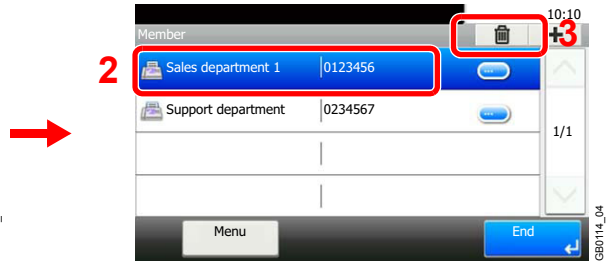 10:10
Member
3
+
2
Sales department 1 0123456
Support department 0234567
1/1
Menu
End
GB0114_04